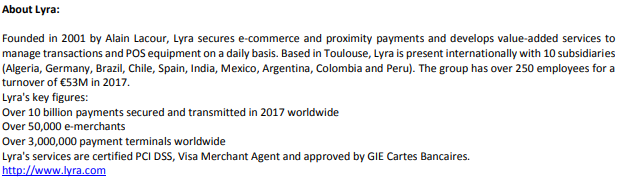 About Lyra:
Founded in 2001 by Alain Lacour, Lyra secures e-commerce and proximity payments and develops value-added services to
manage transactions and POS equipment on a daily basis. Based in Toulouse, Lyra is present internationally with 10 subsidiaries
(Algeria, Germany, Brazil, Chile, Spain, India, Mexico, Argentina, Colombia and Peru). The group has over 250 employees for a
turnover of €53M in 2017.
Lyra's key figures:
Over 10 billion payments secured and transmitted in 2017 worldwide
Over 50,000 e-merchants
Over 3,000,000 payment terminals worldwide
Lyra's services are certified PCI DSS, Visa Merchant Agent and approved by GIE Cartes Bancaires.
http://www.lyra.com